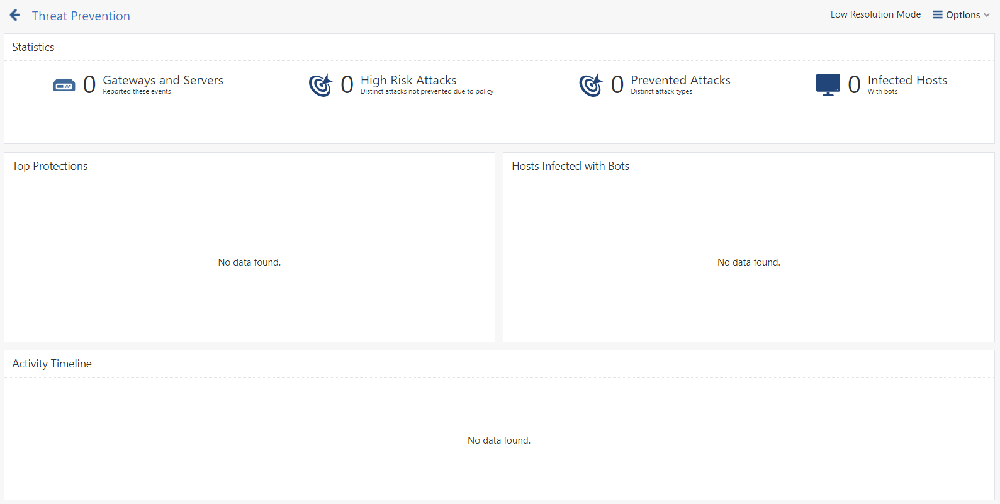 Threat Prevention
Low Resolution Mode
Options
Statistics
0 Gateways and Servers
Reported these events
0 High Risk Attacks
Distinct attacks not prevented due to policy
0 Prevented Attacks
Distinct attack types
0 Infected Hosts
With bots
Top Protections
No data found.
Hosts Infected with Bots
No data found.
Activity Timeline
No data found.